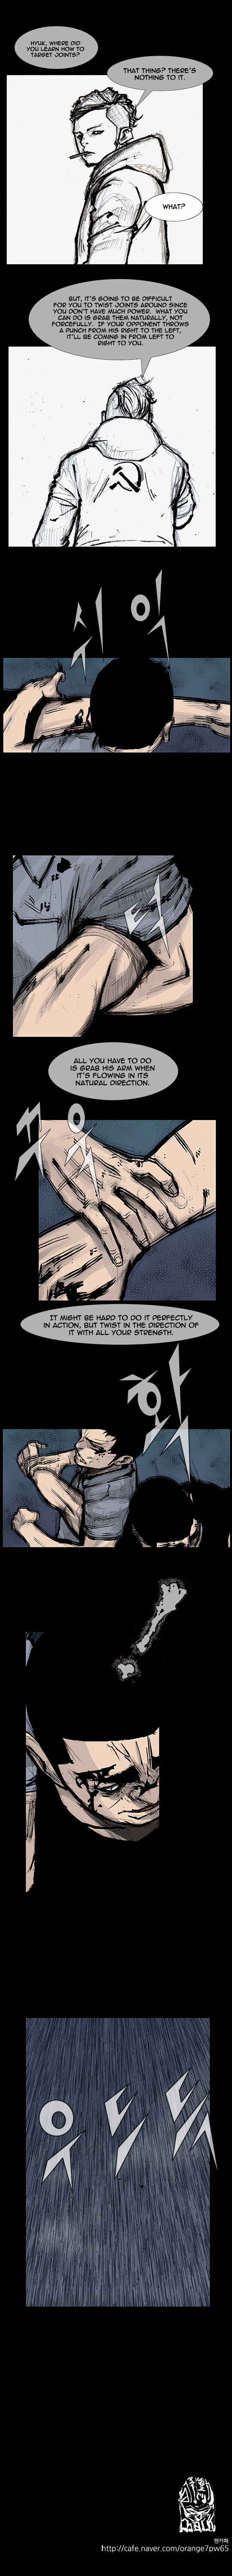 HYUK, WHERE DID
YOU LEARN HOW TO
TARGET JOINTS?
THAT THING? THERE'S
NOTHING TO IT.
WHAT?
BUT, IT'S GOING TO BE DIFFICULT
FOR YOU TO TWIST JOINTS AROUND SINCE
YOU DON'T HAVE MUCH POWER. WHAT YOU
CAN DO IS GRAB THEM NATURALLY, NOT
FORCEFULLY. IF YOUR OPPONENT THROWS
A PUNCH FROM HIS RIGHT TO THE LEFT,
IT'LL BE COMING IN FROM LEFT TO
RIGHT TO YOU.
ALL YOU HAVE TO DO
IS GRAB HIS ARM WHEN
IT'S FLOWING IN ITS
NATURAL DIRECTION.
IT MIGHT BE HARD TO DO IT PERFECTLY
IN ACTION, BUT TWIST IN THE DIRECTION OF
IT WITH ALL YOUR STRENGTH.
팬카페
http://cafe.naver.com/orange7pw65